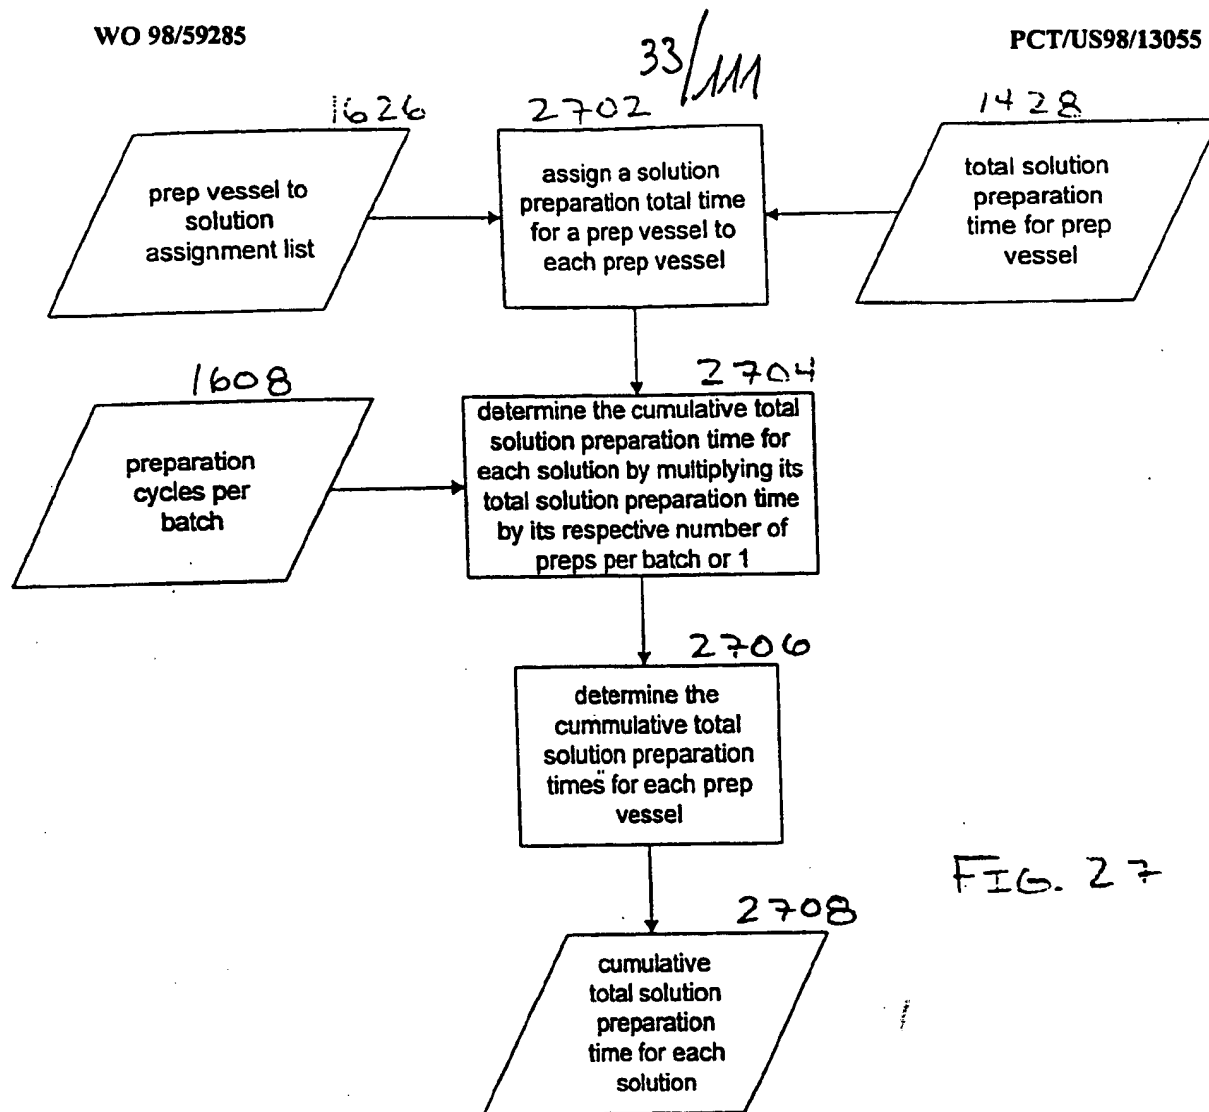 WO 98/59285
PCT/US98/13055
33/111
1626
prep vessel to
solution
assignment list
2702
assign a solution
preparation total time
for a prep vessel to
each prep vessel
1428
total solution
preparation
time for prep
vessel
1608
preparation
cycles per
batch
2704
determine the cumulative total
solution preparation time for
each solution by multiplying its
total solution preparation time
by its respective number of
preps per batch or 1
2706
determine the
cummulative total
solution preparation
times for each prep
vessel
FIG. 27
2708
cumulative
total solution
preparation
time for each
solution